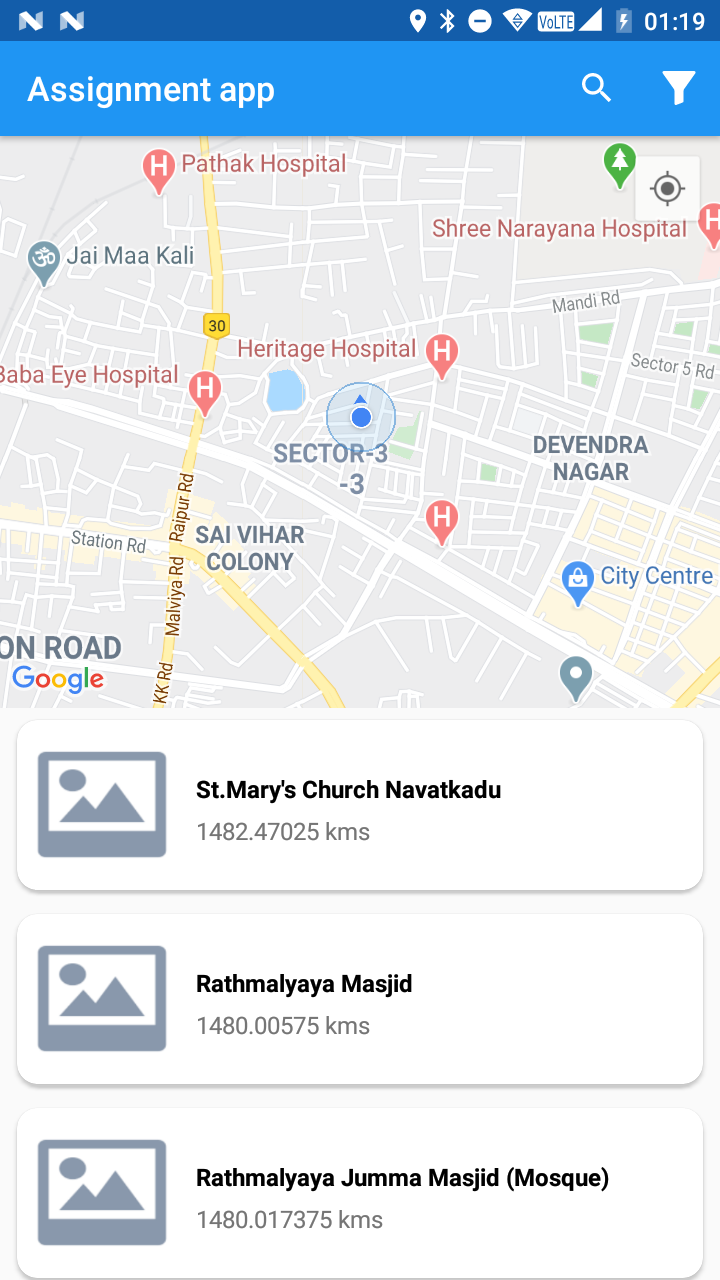 N N VoLTE 01:19
Assignment app
Pathak Hospital
Shree Narayana Hospital
Jai Maa Kali
Mandi Rd
30
Heritage Hospital
Baba Eye Hospital
Sector 5 Rd
SECTOR-3
-3
DEVENDRA
NAGAR
Raipur Rd
SAI VIHAR
COLONY
Station Rd
Malviya Rd
City Centre
ON ROAD
KK Rd
Google
St.Mary's Church Navatkadu
1482.47025 kms
Rathmalyaya Masjid
1480.00575 kms
Rathmalyaya Jumma Masjid (Mosque)
1480.017375 kms